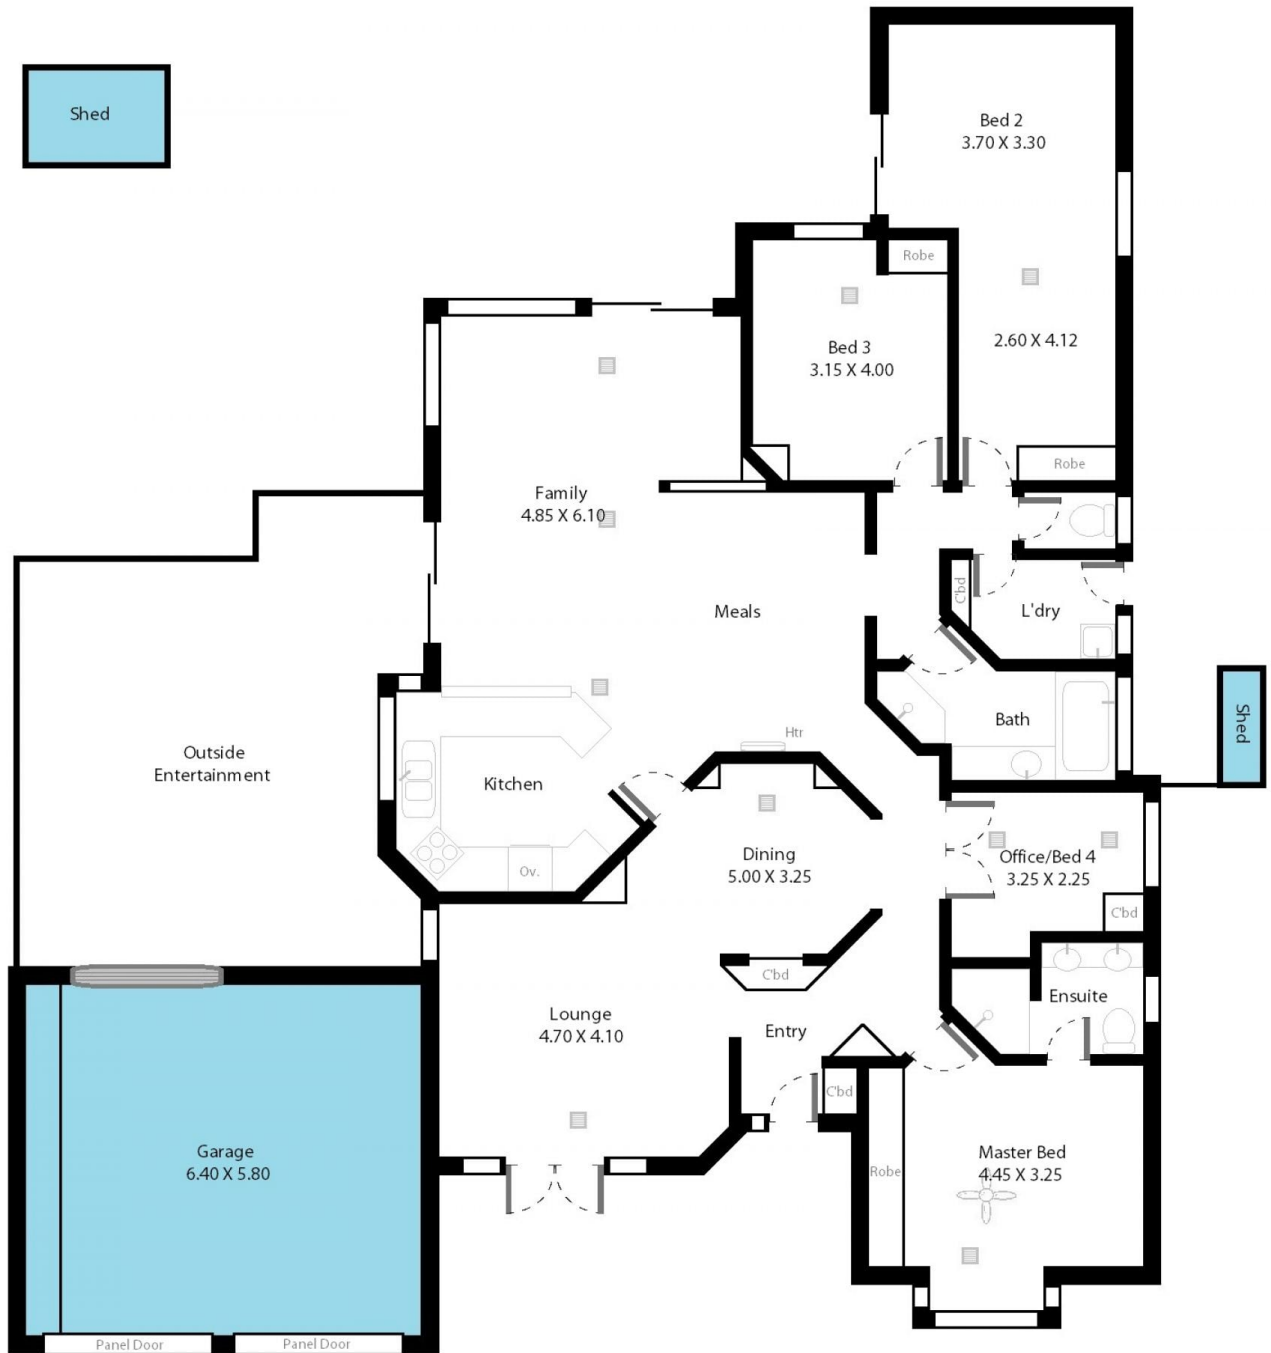 Shed
Bed 2
3.70 X 3.30
Robe
2.60 X 4.12
Bed 3
3.15 X 4.00
Robe
Family
4.85 X 6.10
Meals
C'bd
L'dry
Outside
Entertainment
Kitchen
Ov.
Htr
Bath
Shed
Dining
5.00 X 3.25
Office/Bed 4
3.25 X 2.25
C'bd
C'bd
Ensuite
Lounge
4.70 X 4.10
Entry
C'bd
Garage
6.40 X 5.80
Robe
Master Bed
4.45 X 3.25
Panel Door
Panel Door